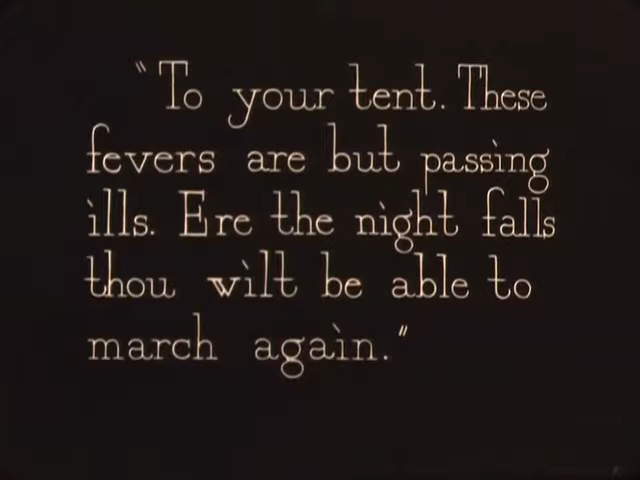 "To your tent. These
fevers are but passing
ills. Ere the night falls
thou wilt be able to
march again."